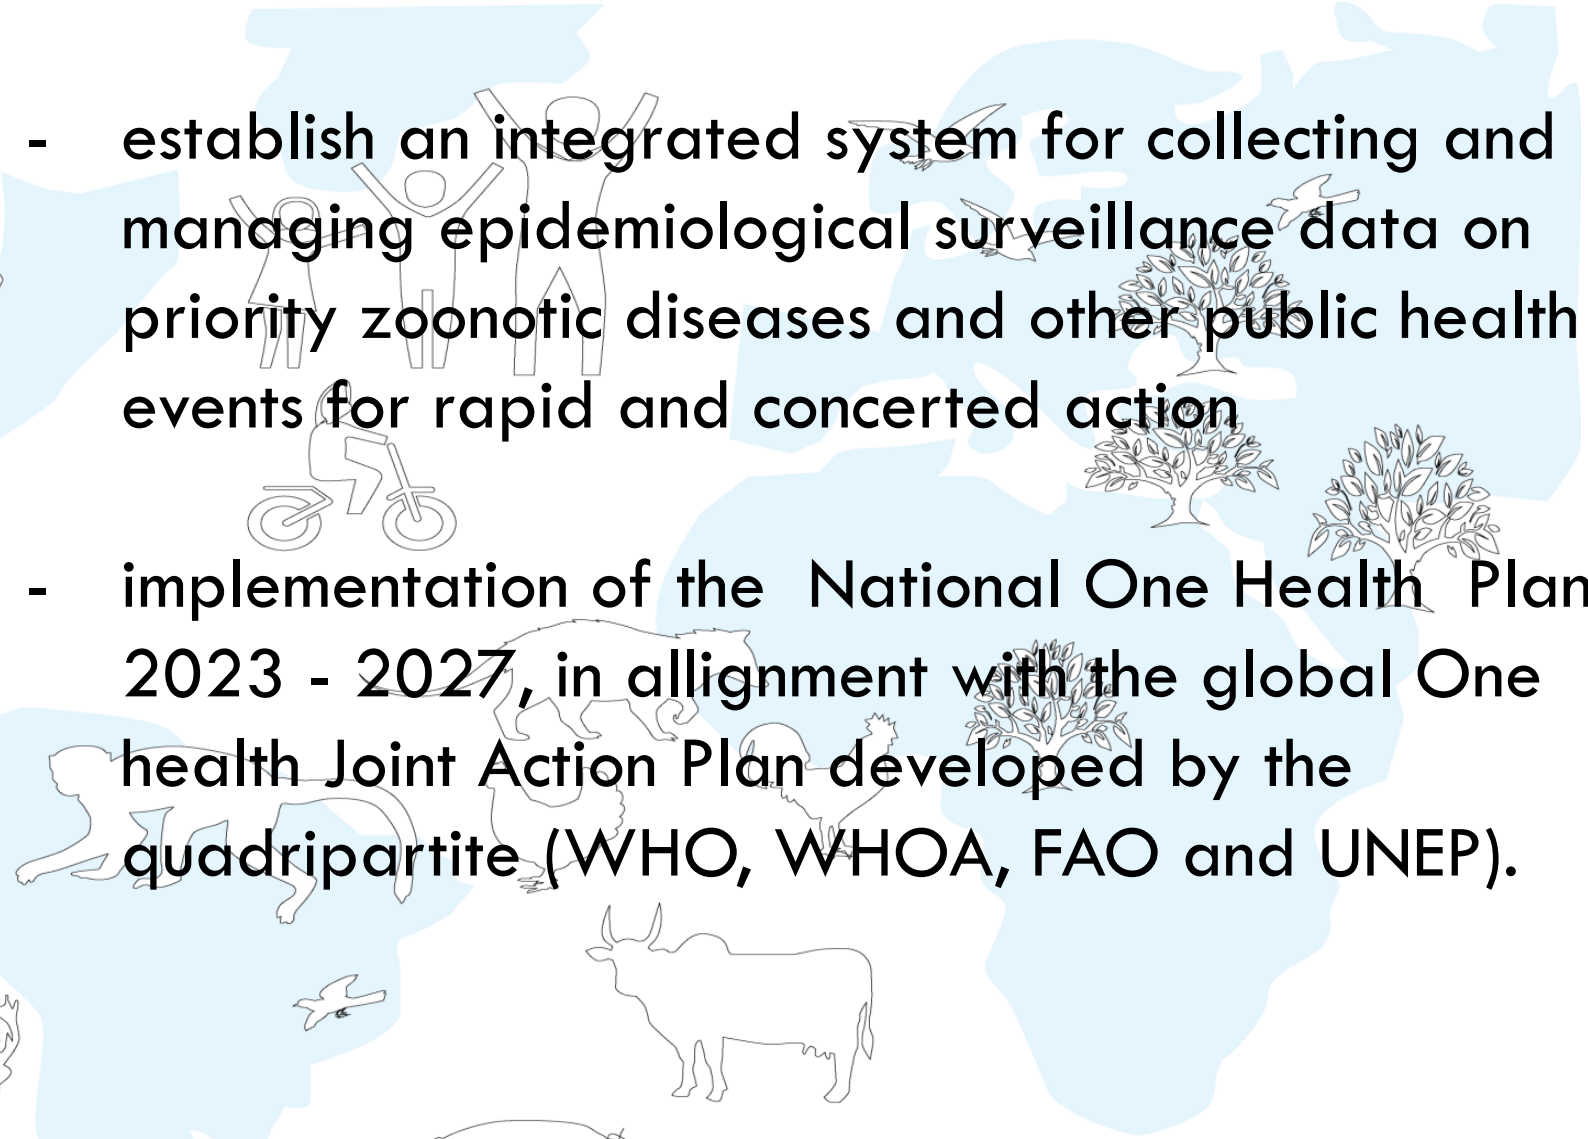 - establish an integrated system for collecting and
managing epidemiological surveillance data on
priority zoonotic diseases and other public health
events for rapid and concerted action
- implementation of the  National One Health  Plan
2023 - 2027, in allignment with the global One
health Joint Action Plan developed by the
quadripartite (WHO, WHOA, FAO and UNEP).